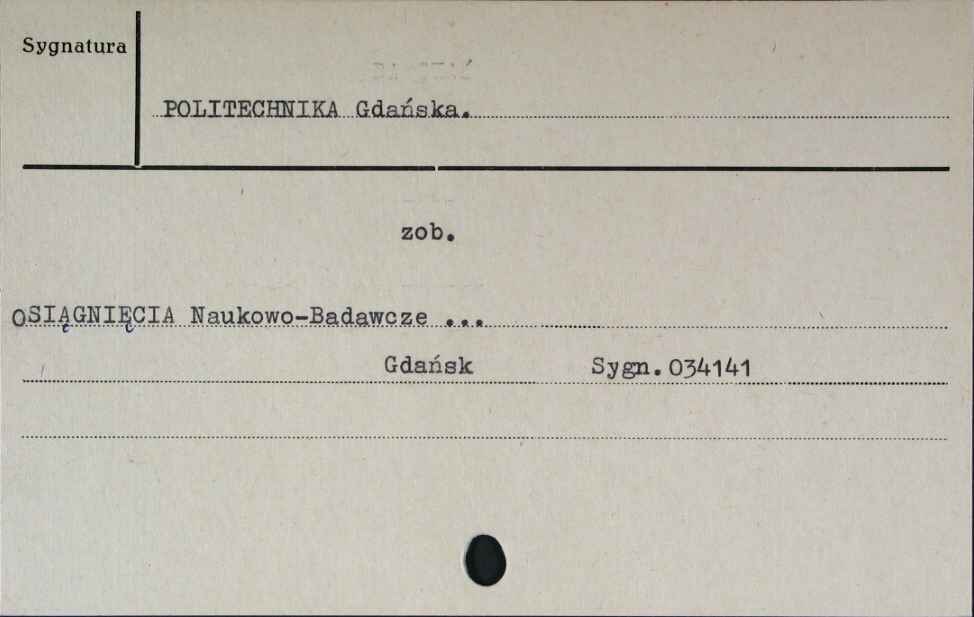 Sygnatura
POLITECHNIKA Gdańska.
zob.
OSIĄGNIĘCIA Naukowo-Badawcze ...
Gdańsk Sygn. 034141